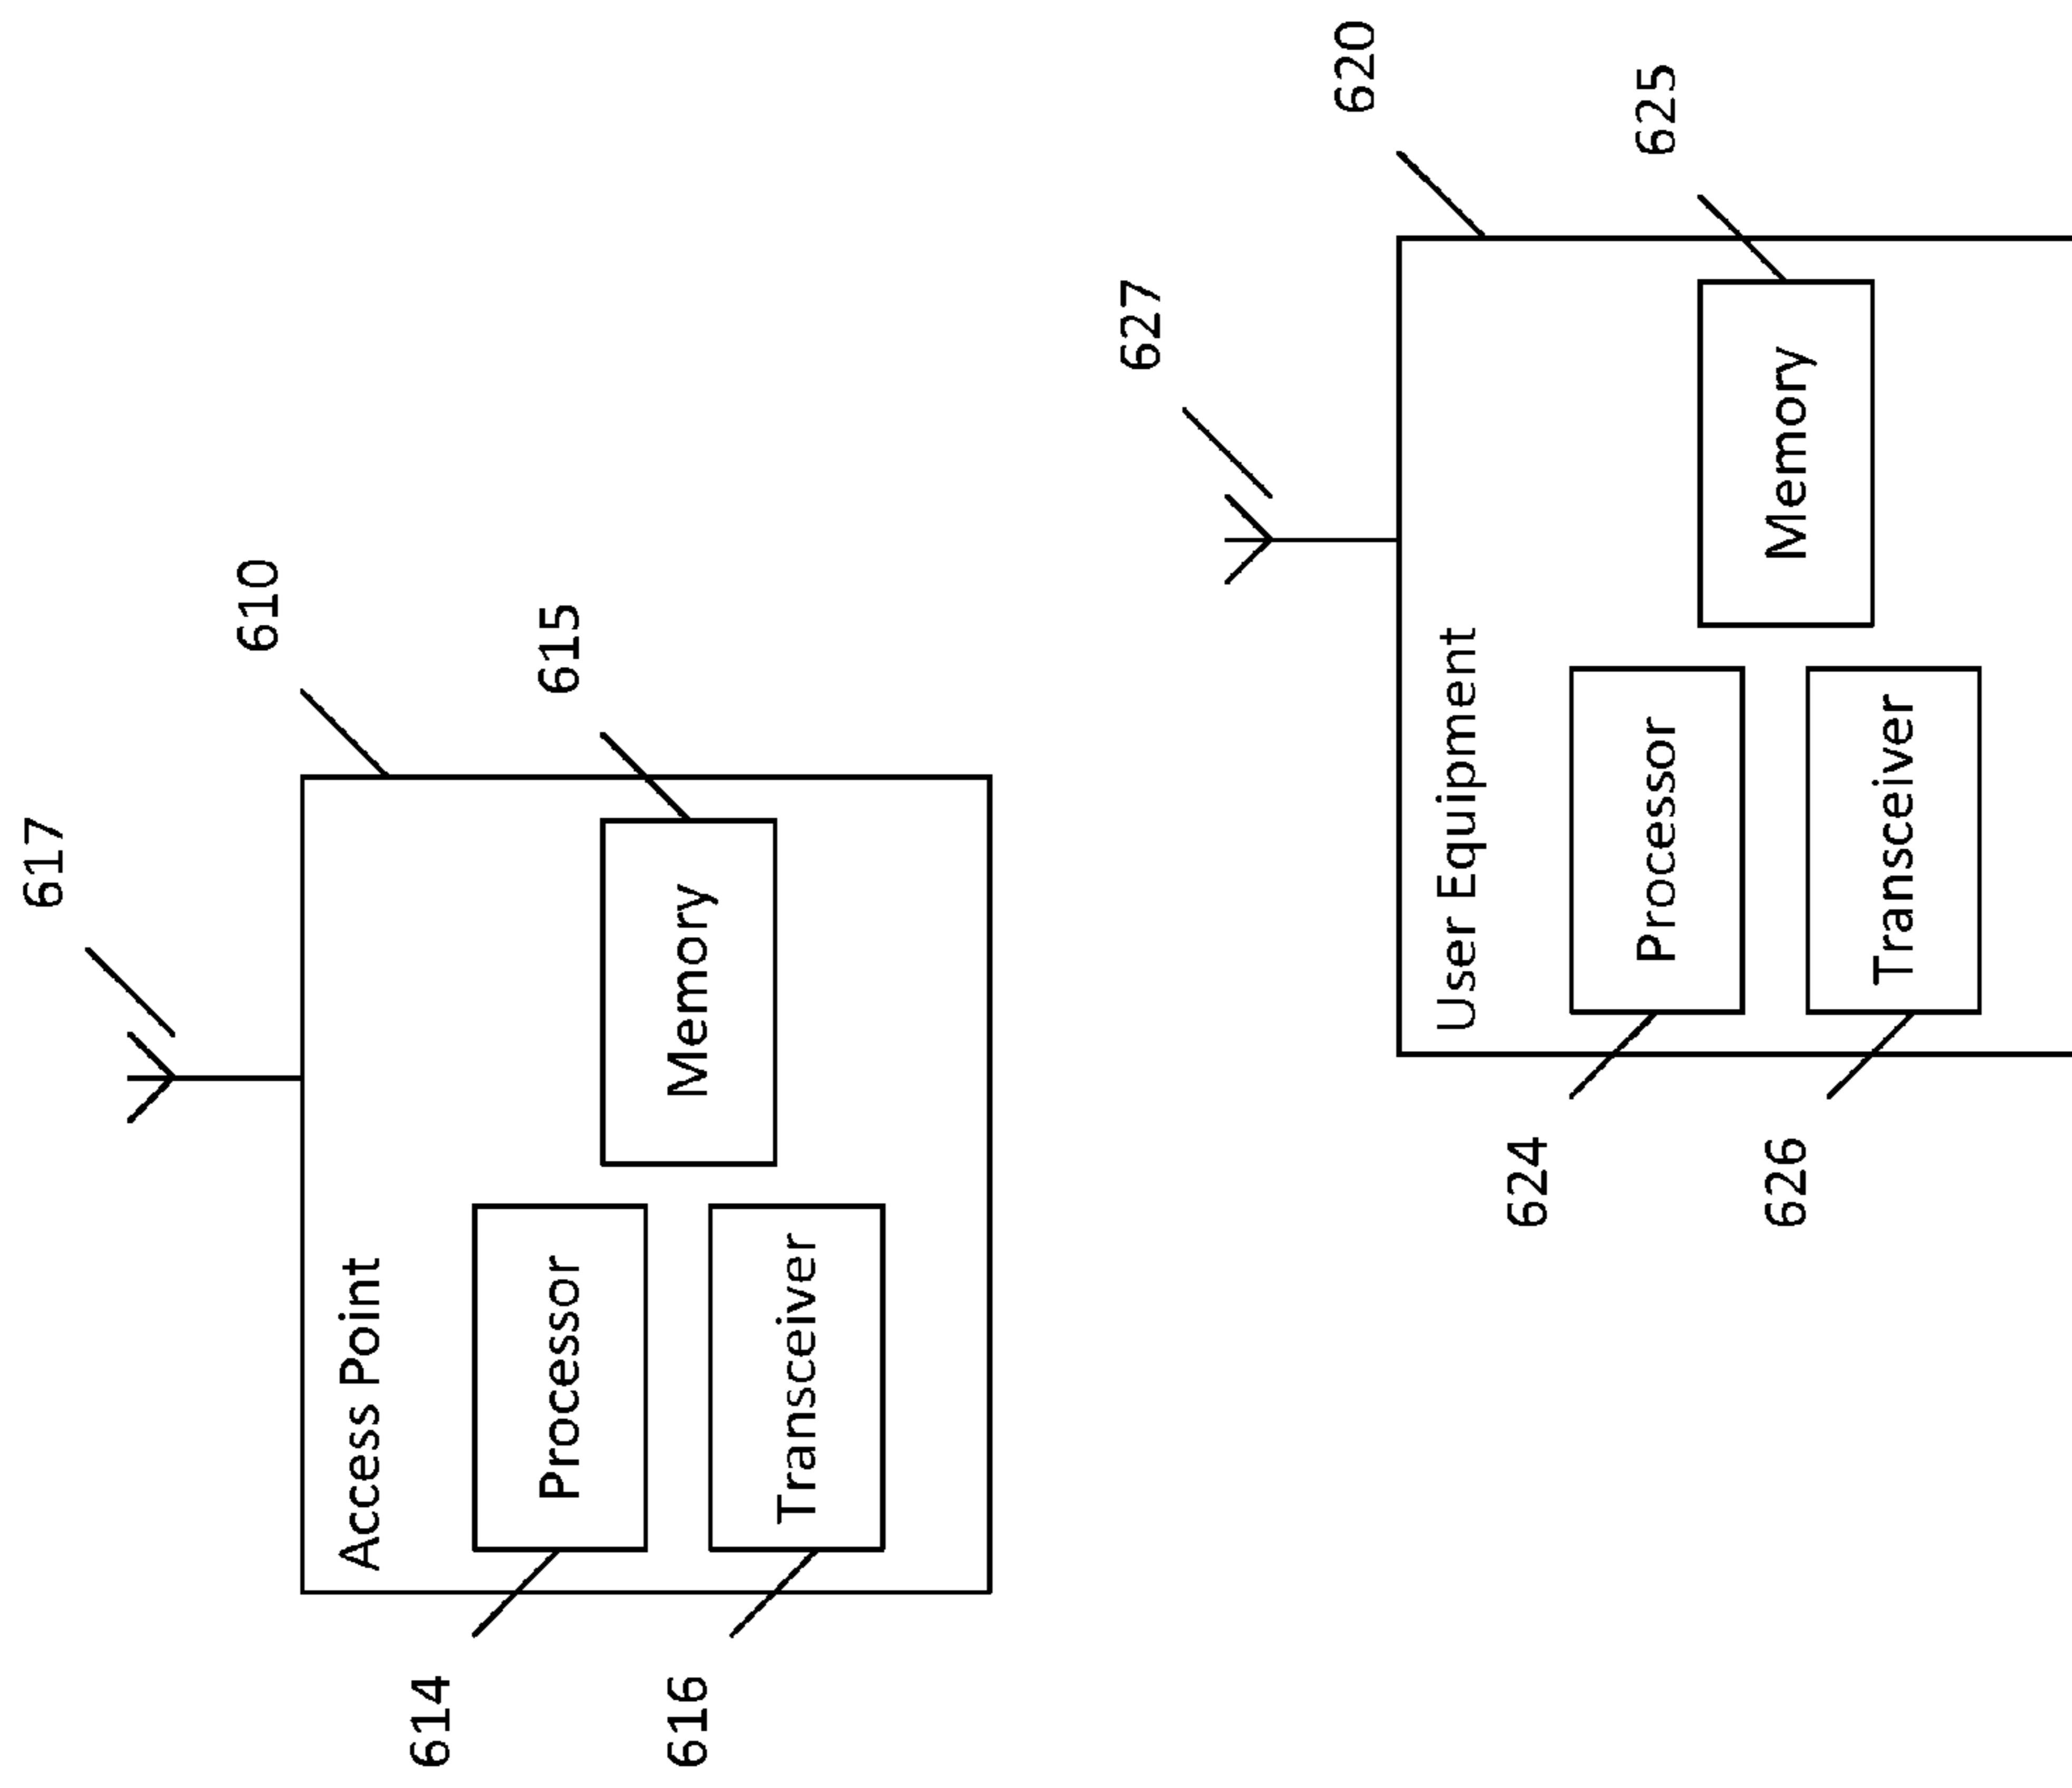 617
610
615
Access Point
Processor
Memory
Transceiver
614
616
627
620
625
User Equipment
Processor
Memory
Transceiver
624
626